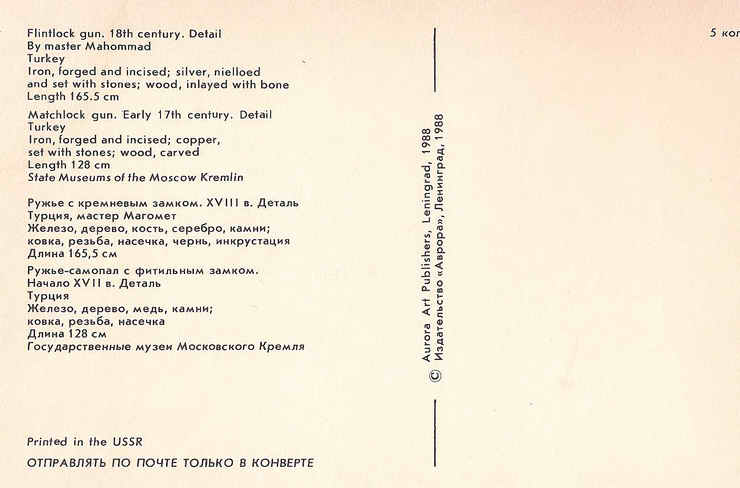 Flintlock gun. 18th century. Detail
By master Mahommad
Turkey
Iron, forged and incised; silver, nielloed
and set with stones; wood, inlayed with bone
Length 165.5 cm
Matchlock gun. Early 17th century. Detail
Turkey
Iron, forged and incised; copper,
set with stones; wood, carved
Length 128 cm
State Museums of the Moscow Kremlin
Ружье с кремневым замком. XVIII в. Деталь
Турция, мастер Магомет
Железо, дерево, кость, серебро, камни;
ковка, резьба, насечка, чернь, инкрустация
Длина 165,5 см
Ружье-самопал с фитильным замком.
Начало XVII в. Деталь
Турция
Железо, дерево, медь, камни;
ковка, резьба, насечка
Длина 128 см
Государственные музеи Московского Кремля
Printed in the USSR
ОТПРАВЛЯТЬ ПО ПОЧТЕ ТОЛЬКО В КОНВЕРТЕ
© Aurora Art Publishers, Leningrad, 1988
Издательство «Аврора», Ленинград, 1988
5 коп